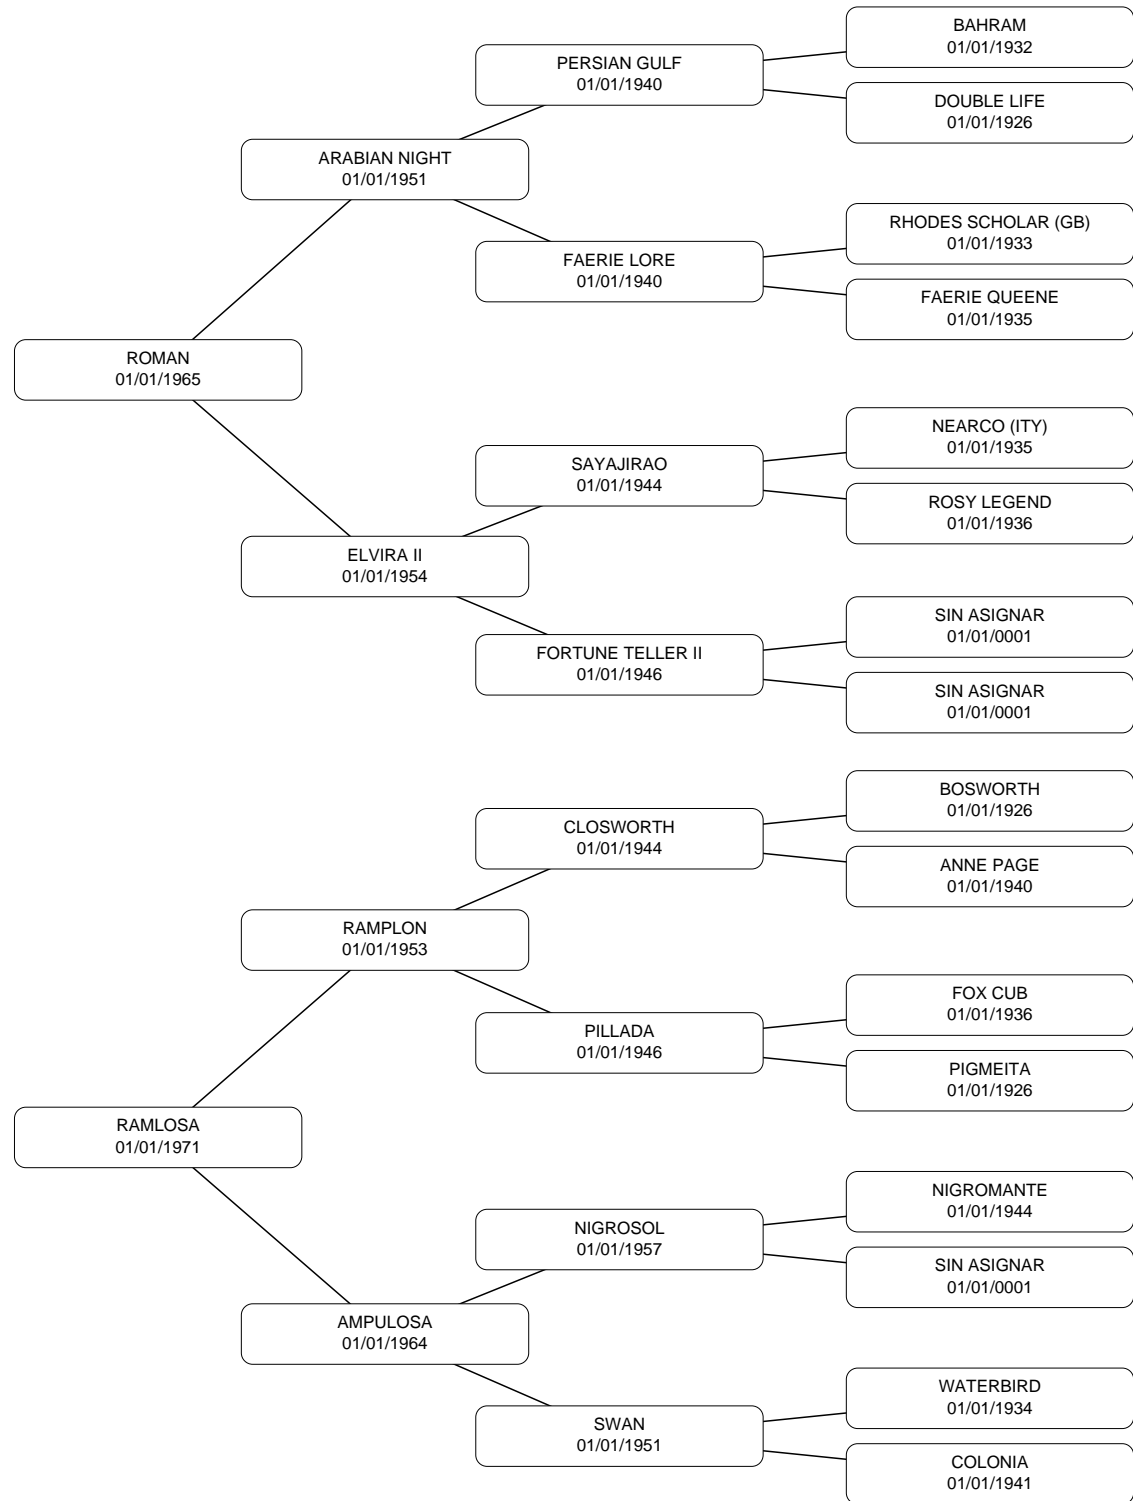 BAHRAM
01/01/1932
PERSIAN GULF
01/01/1940
DOUBLE LIFE
01/01/1926
ARABIAN NIGHT
01/01/1951
RHODES SCHOLAR (GB)
01/01/1933
FAERIE LORE
01/01/1940
FAERIE QUEENE
01/01/1935
ROMAN
01/01/1965
NEARCO (ITY)
01/01/1935
SAYAJIRAO
01/01/1944
ROSY LEGEND
01/01/1936
ELVIRA II
01/01/1954
SIN ASIGNAR
01/01/0001
FORTUNE TELLER II
01/01/1946
SIN ASIGNAR
01/01/0001
BOSWORTH
01/01/1926
CLOSWORTH
01/01/1944
ANNE PAGE
01/01/1940
RAMPLON
01/01/1953
FOX CUB
01/01/1936
PILLADA
01/01/1946
PIGMEITA
01/01/1926
RAMLOSA
01/01/1971
NIGROMANTE
01/01/1944
NIGROSOL
01/01/1957
SIN ASIGNAR
01/01/0001
AMPULOSA
01/01/1964
WATERBIRD
01/01/1934
SWAN
01/01/1951
COLONIA
01/01/1941